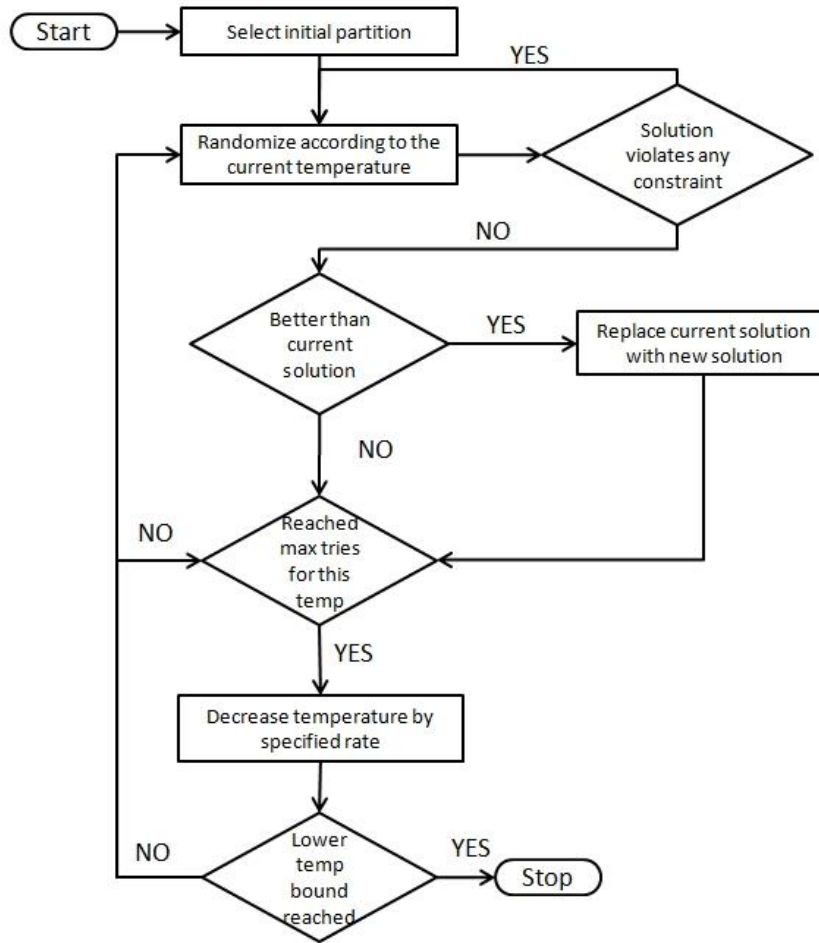 Start
Select initial partition
YES
Randomize according to the
current temperature
Solution
violates any
constraint
NO
Better than
current
solution
YES
Replace current solution
with new solution
NO
NO
Reached
max tries
for this
temp
YES
Decrease temperature by
specified rate
NO
Lower
temp
bound
reached
YES
Stop